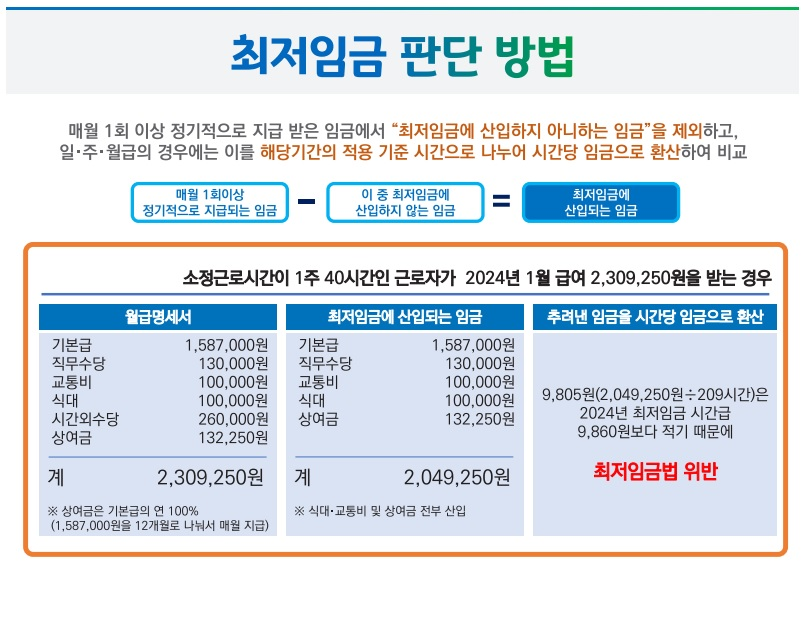 최저임금 판단 방법
매월 1회 이상 정기적으로 지급 받은 임금에서 “최저임금에 산입하지 아니하는 임금”을 제외하고,
일·주·월급의 경우에는 이를 해당기간의 적용 기준 시간으로 나누어 시간당 임금으로 환산하여 비교
매월 1회이상
정기적으로 지급되는 임금
–
이 중 최저임금에
산입하지 않는 임금
=
최저임금에
산입되는 임금
소정근로시간이 1주 40시간인 근로자가 2024년 1월 급여 2,309,250원을 받는 경우
월급명세서
기본급 1,587,000원
직무수당 130,000원
교통비 100,000원
식대 100,000원
시간외수당 260,000원
상여금 132,250원
계 2,309,250원
※ 상여금은 기본급의 연 100%
(1,587,000원을 12개월로 나눠서 매월 지급)
최저임금에 산입되는 임금
기본급 1,587,000원
직무수당 130,000원
교통비 100,000원
식대 100,000원
상여금 132,250원
계 2,049,250원
※ 식대·교통비 및 상여금 전부 산입
추려낸 임금을 시간당 임금으로 환산
9,805원(2,049,250원÷209시간)은
2024년 최저임금 시간급
9,860원보다 적기 때문에
최저임금법 위반